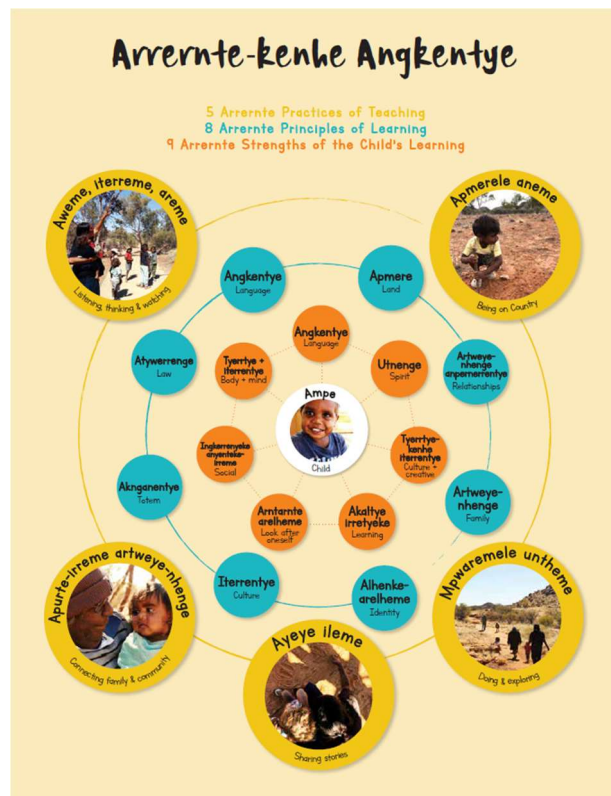 Arrernte-kenhe Angkentye
5 Arrernte Practices of Teaching
8 Arrernte Principles of Learning
9 Arrernte Strengths of the Child's Learning
Aweme, iterreme, areme
Listening, thinking & watching
Apmerele aneme
Being on Country
Angkentye
Language
Apmere
Land
Atywerrenge
Law
Tyerrtye +
iterrentye
Body + mind
Angkentye
Language
Utnenge
Spirit
Artweye-
nhenge
anpernerrentye
Relationships
Ampe
Child
Ingkerrenyeke
anyenteke-
irreme
Social
Tyerrtye-
kenhe
iterrentye
Culture +
creative
Aknganentye
Totem
Arntarnte
arelheme
Look after
oneself
Akaltye
irretyeke
Learning
Artweye-
nhenge
Family
Iterrentye
Culture
Alhenke-
arelheme
Identity
Apurte-irreme artweye-nhenge
Connecting family & community
Mpwaremele untheme
Doing & exploring
Ayeye ileme
Sharing stories